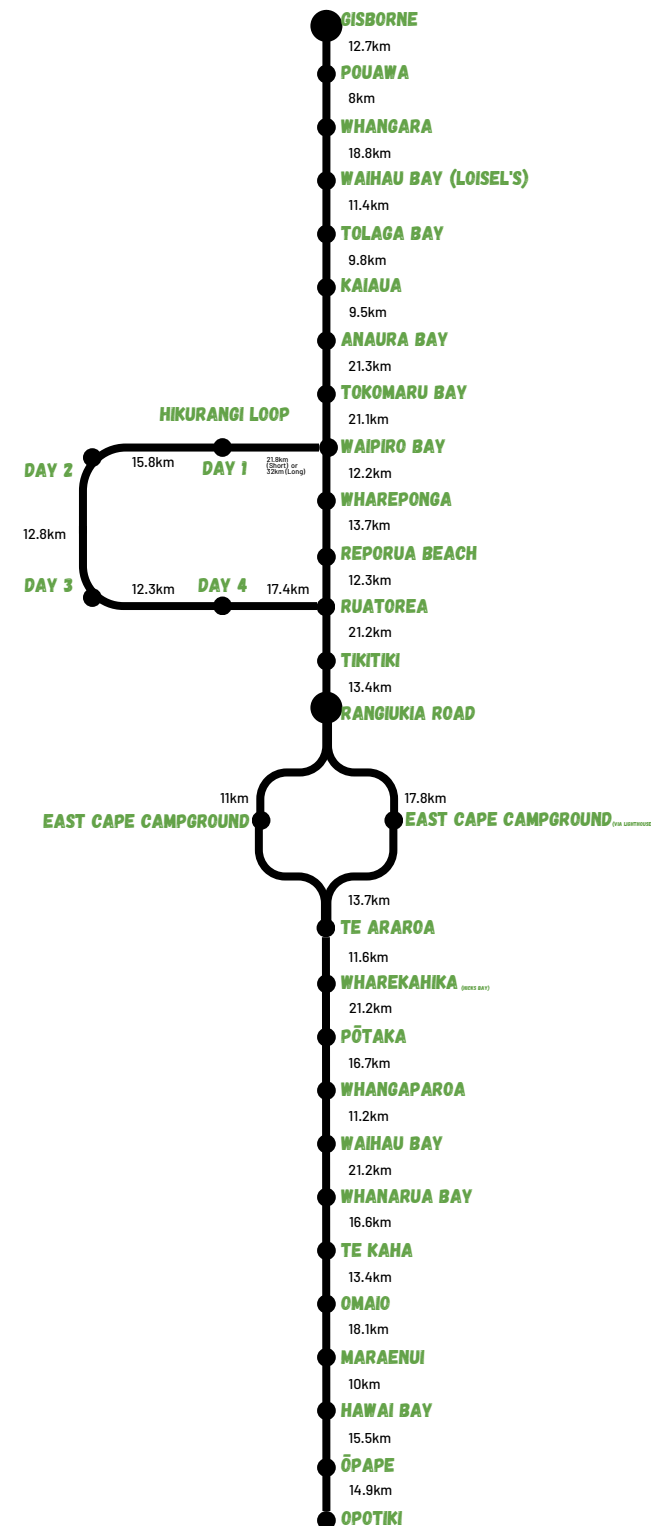 GISBORNE
12.7km
POUAWA
8km
WHANGARA
18.8km
WAIHAU BAY (LOISEL'S)
11.4km
TOLAGA BAY
9.8km
KAIAUA
9.5km
ANAURA BAY
21.3km
TOKOMARU BAY
21.1km
HIKURANGI LOOP
WAIPIRO BAY
DAY 2
15.8km
DAY 1
21.8km
(Short) or
32km (Long)
12.2km
WHAREPONGA
13.7km
12.8km
REPORUA BEACH
12.3km
DAY 3
12.3km
DAY 4
17.4km
RUATOREA
21.2km
TIKITIKI
13.4km
RANGIUKIA ROAD
11km
17.8km
EAST CAPE CAMPGROUND
EAST CAPE CAMPGROUND (VIA LIGHTHOUSE
13.7km
TE ARAROA
11.6km
WHAREKAHIKA (HICKS BAY)
21.2km
PŌTAKA
16.7km
WHANGAPAROA
11.2km
WAIHAU BAY
21.2km
WHANARUA BAY
16.6km
TE KAHA
13.4km
OMAIO
18.1km
MARAENUI
10km
HAWAI BAY
15.5km
ŌPAPE
14.9km
OPOTIKI